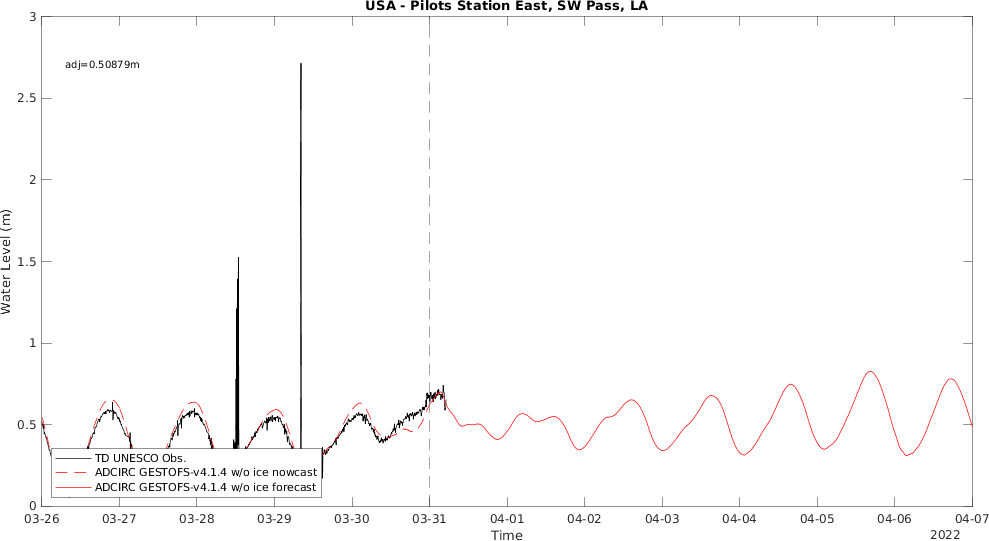 USA - Pilots Station East, SW Pass, LA
3
adj=0.50879m
2.5
2
1.5
1
0.5
0
Water Level (m)
TD UNESCO Obs.
ADCIRC GESTOFS-v4.1.4 w/o ice nowcast
ADCIRC GESTOFS-v4.1.4 w/o ice forecast
03-26 03-27 03-28 03-29 03-30 03-31 04-01 04-02 04-03 04-04 04-05 04-06 04-07
Time
2022